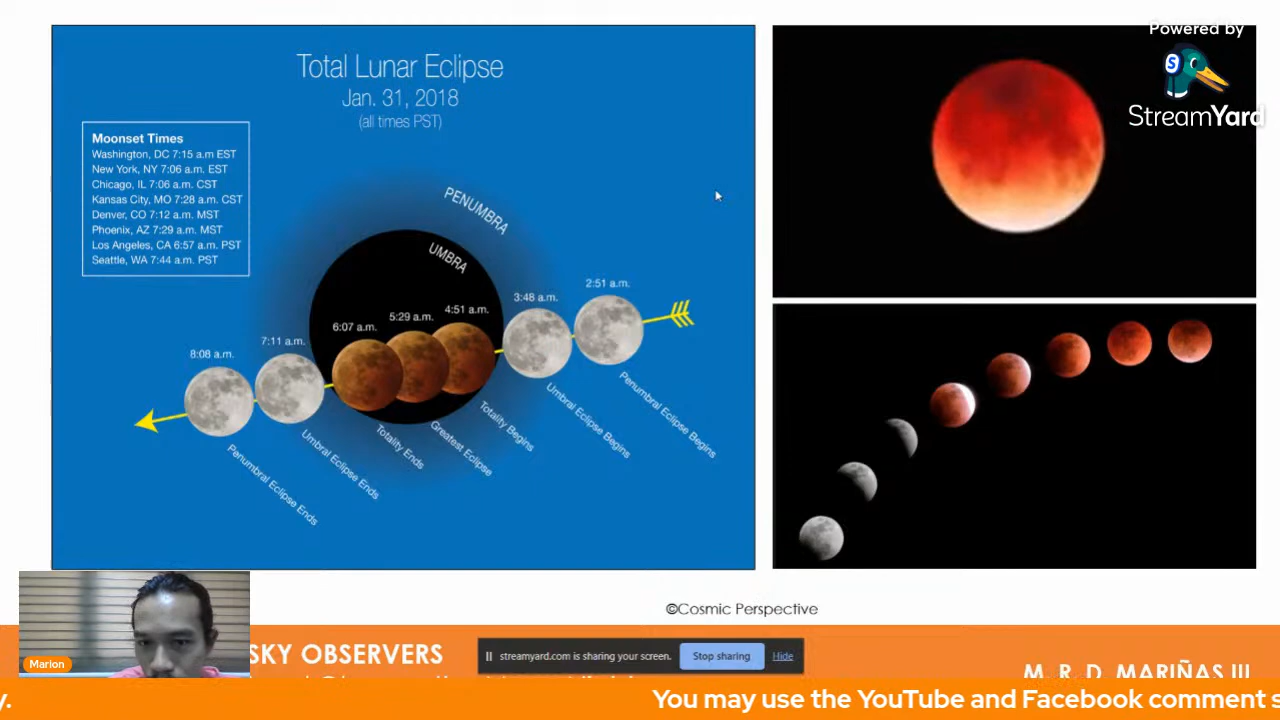 Total Lunar Eclipse
Jan. 31, 2018
(all times PST)
Moonset Times
Washington, DC 7:15 a.m EST
New York, NY 7:06 a.m. EST
Chicago, IL 7:06 a.m. CST
Kansas City, MO 7:28 a.m. CST
Denver, CO 7:12 a.m. MST
Phoenix, AZ 7:29 a.m. MST
Los Angeles, CA 6:57 a.m. PST
Seattle, WA 7:44 a.m. PST
PENUMBRA
UMBRA
8:08 a.m.
7:11 a.m.
6:07 a.m.
5:29 a.m.
4:51 a.m.
3:48 a.m.
2:51 a.m.
Penumbral Eclipse Ends
Umbral Eclipse Ends
Totality Ends
Greatest Eclipse
Totality Begins
Umbral Eclipse Begins
Penumbral Eclipse Begins
Powered by
S
StreamYard
©Cosmic Perspective
Marion
SKY OBSERVERS
streamyard.com is sharing your screen.
Stop sharing
Hide
M. R. D. MARIÑAS III
y.
You may use the YouTube and Facebook comment s